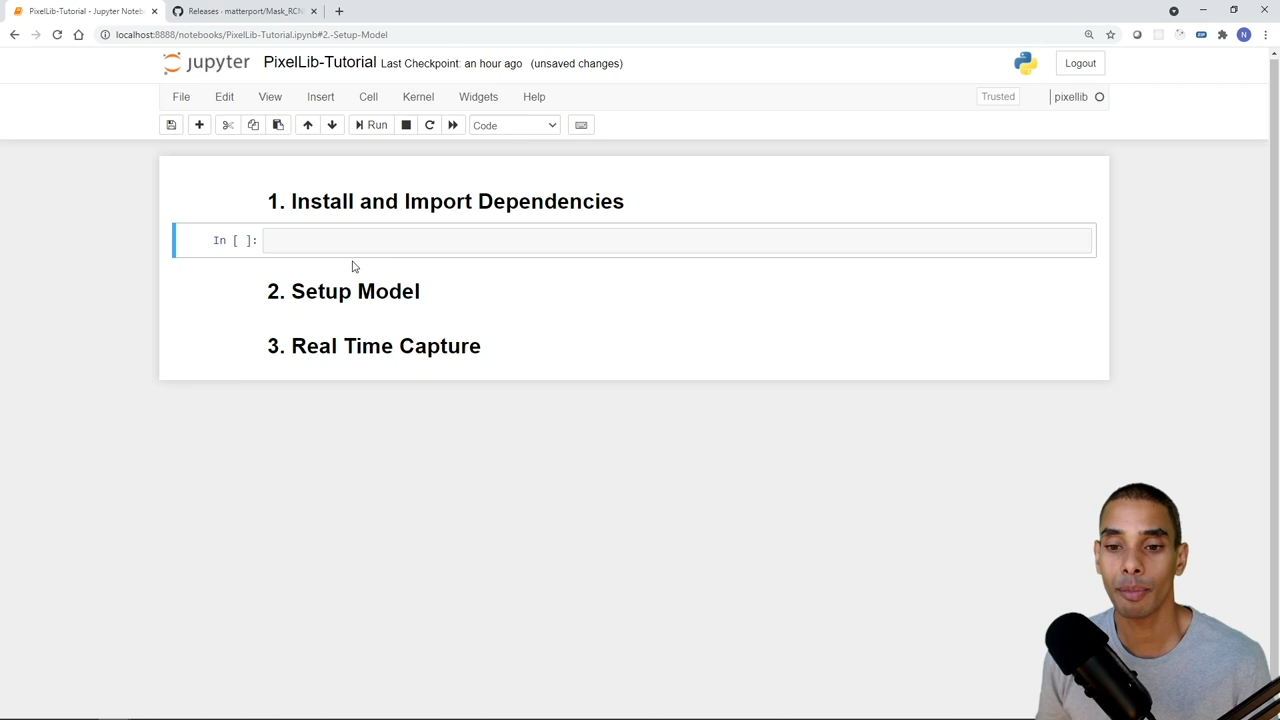 PixelLib-Tutorial - Jupyter Noteb
Releases · matterport/Mask_RCN
localhost:8888/notebooks/PixelLib-Tutorial.ipynb#2.-Setup-Model
N
jupyter PixelLib-Tutorial Last Checkpoint: an hour ago (unsaved changes)
Logout
File Edit View Insert Cell Kernel Widgets Help
Trusted
pixellib
Run
Code
1. Install and Import Dependencies
In [ ]:
2. Setup Model
3. Real Time Capture